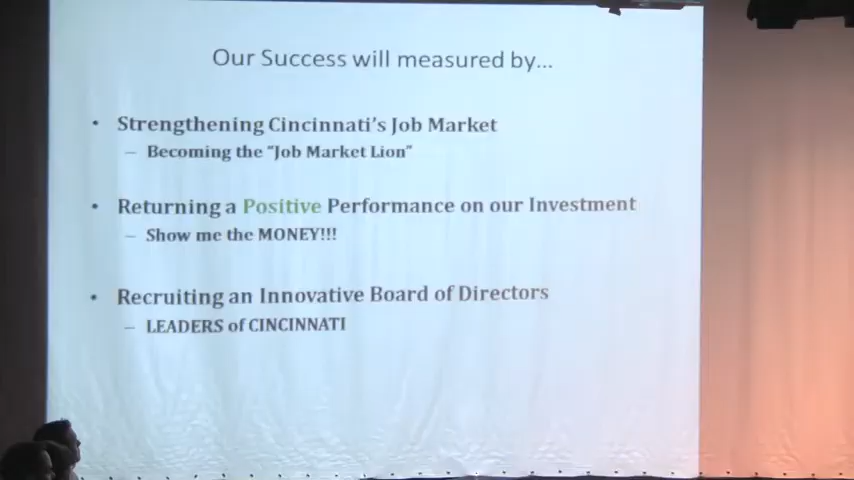 Our Success will measured by...
• Strengthening Cincinnati's Job Market
– Becoming the "Job Market Lion"
• Returning a Positive Performance on our Investment
– Show me the MONEY!!!
• Recruiting an Innovative Board of Directors
– LEADERS of CINCINNATI